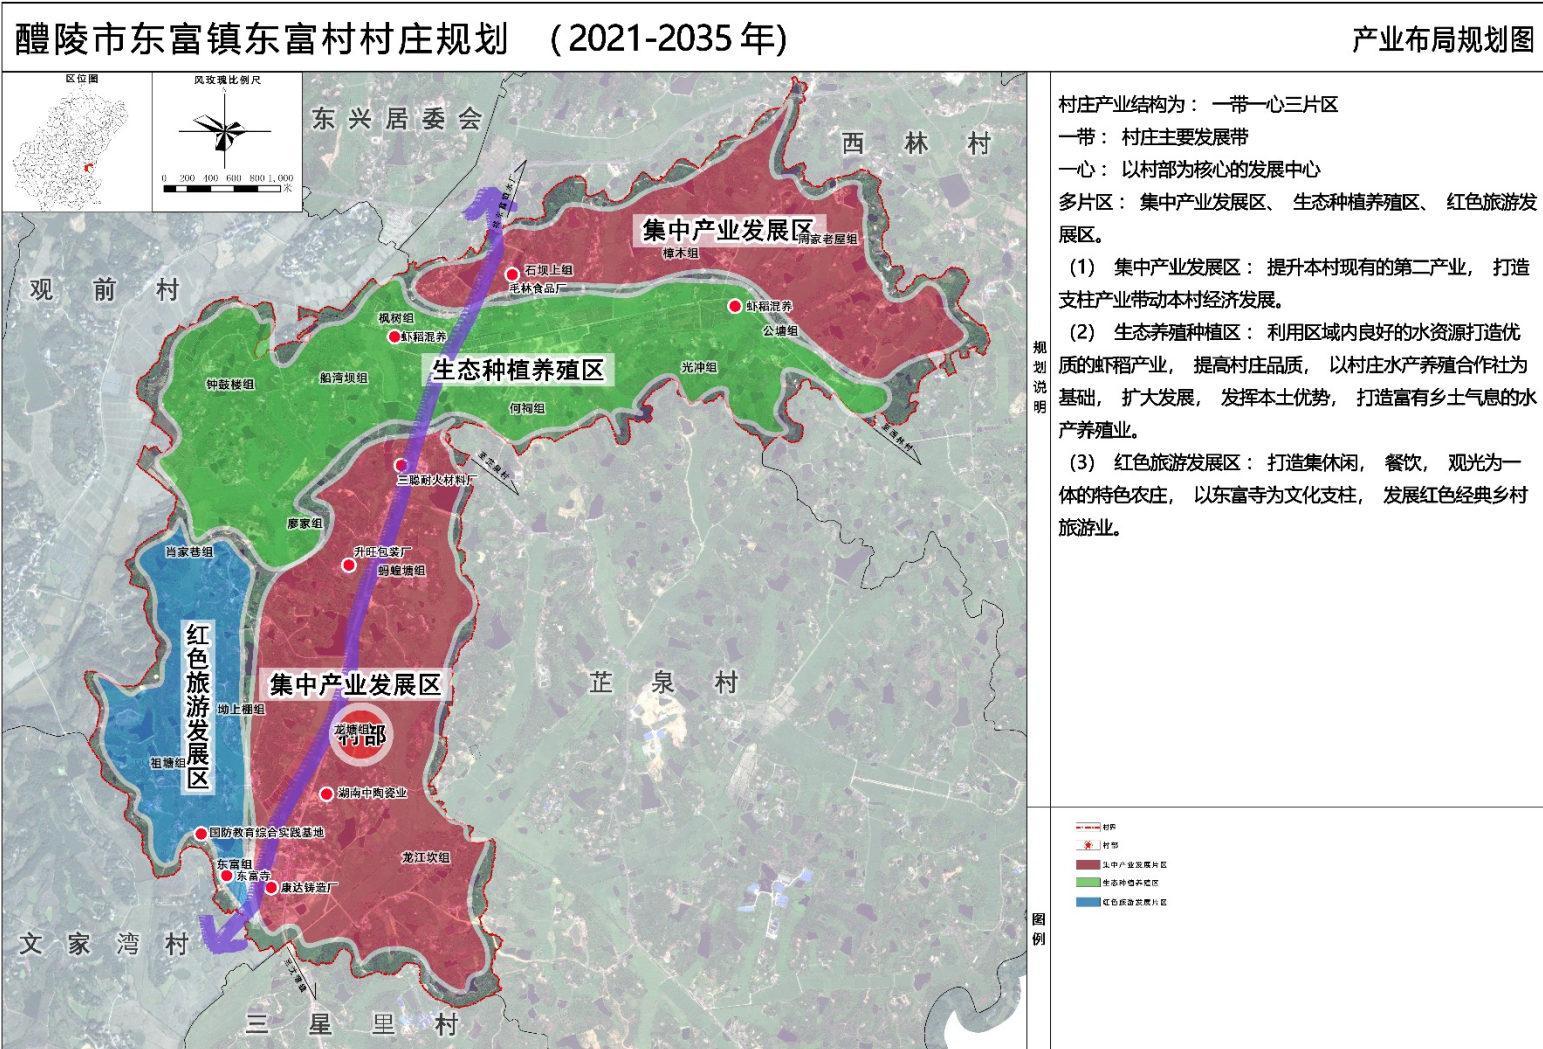 醴陵市东富镇东富村村庄规划 （2021-2035 年)
产业布局规划图
区位图
风玫瑰比例尺
N
0 200 400 600 800 1,000
米
东兴居委会
西林村
观前村
芷泉村
文家湾村
三星里村
集中产业发展区
周家老屋组
樟木组
石坝上组
毛林食品厂
虾稻混养
公塘组
枫树组
虾稻混养
生态种植养殖区
光冲组
钟鼓楼组
船湾坝组
何祠组
至西林村
至芷泉村
三聪耐火材料厂
廖家组
肖家巷组
升旺包装厂
蚂蝗塘组
红色旅游发展区
集中产业发展区
坳上棚组
龙塘组
村部
祖塘组
湖南中陶瓷业
国防教育综合实践基地
龙江坎组
东富组
东富寺
康达铸造厂
规划说明
村庄产业结构为： 一带一心三片区
一带： 村庄主要发展带
一心： 以村部为核心的发展中心
多片区： 集中产业发展区、 生态种植养殖区、 红色旅游发
展区。
（1） 集中产业发展区： 提升本村现有的第二产业， 打造
支柱产业带动本村经济发展。
（2） 生态养殖种植区： 利用区域内良好的水资源打造优
质的虾稻产业， 提高村庄品质， 以村庄水产养殖合作社为
基础， 扩大发展， 发挥本土优势， 打造富有乡土气息的水
产养殖业。
（3） 红色旅游发展区： 打造集休闲， 餐饮， 观光为一
体的特色农庄， 以东富寺为文化支柱， 发展红色经典乡村
旅游业。
图例
村界
村部
集中产业发展片区
生态种植养殖区
红色旅游发展片区